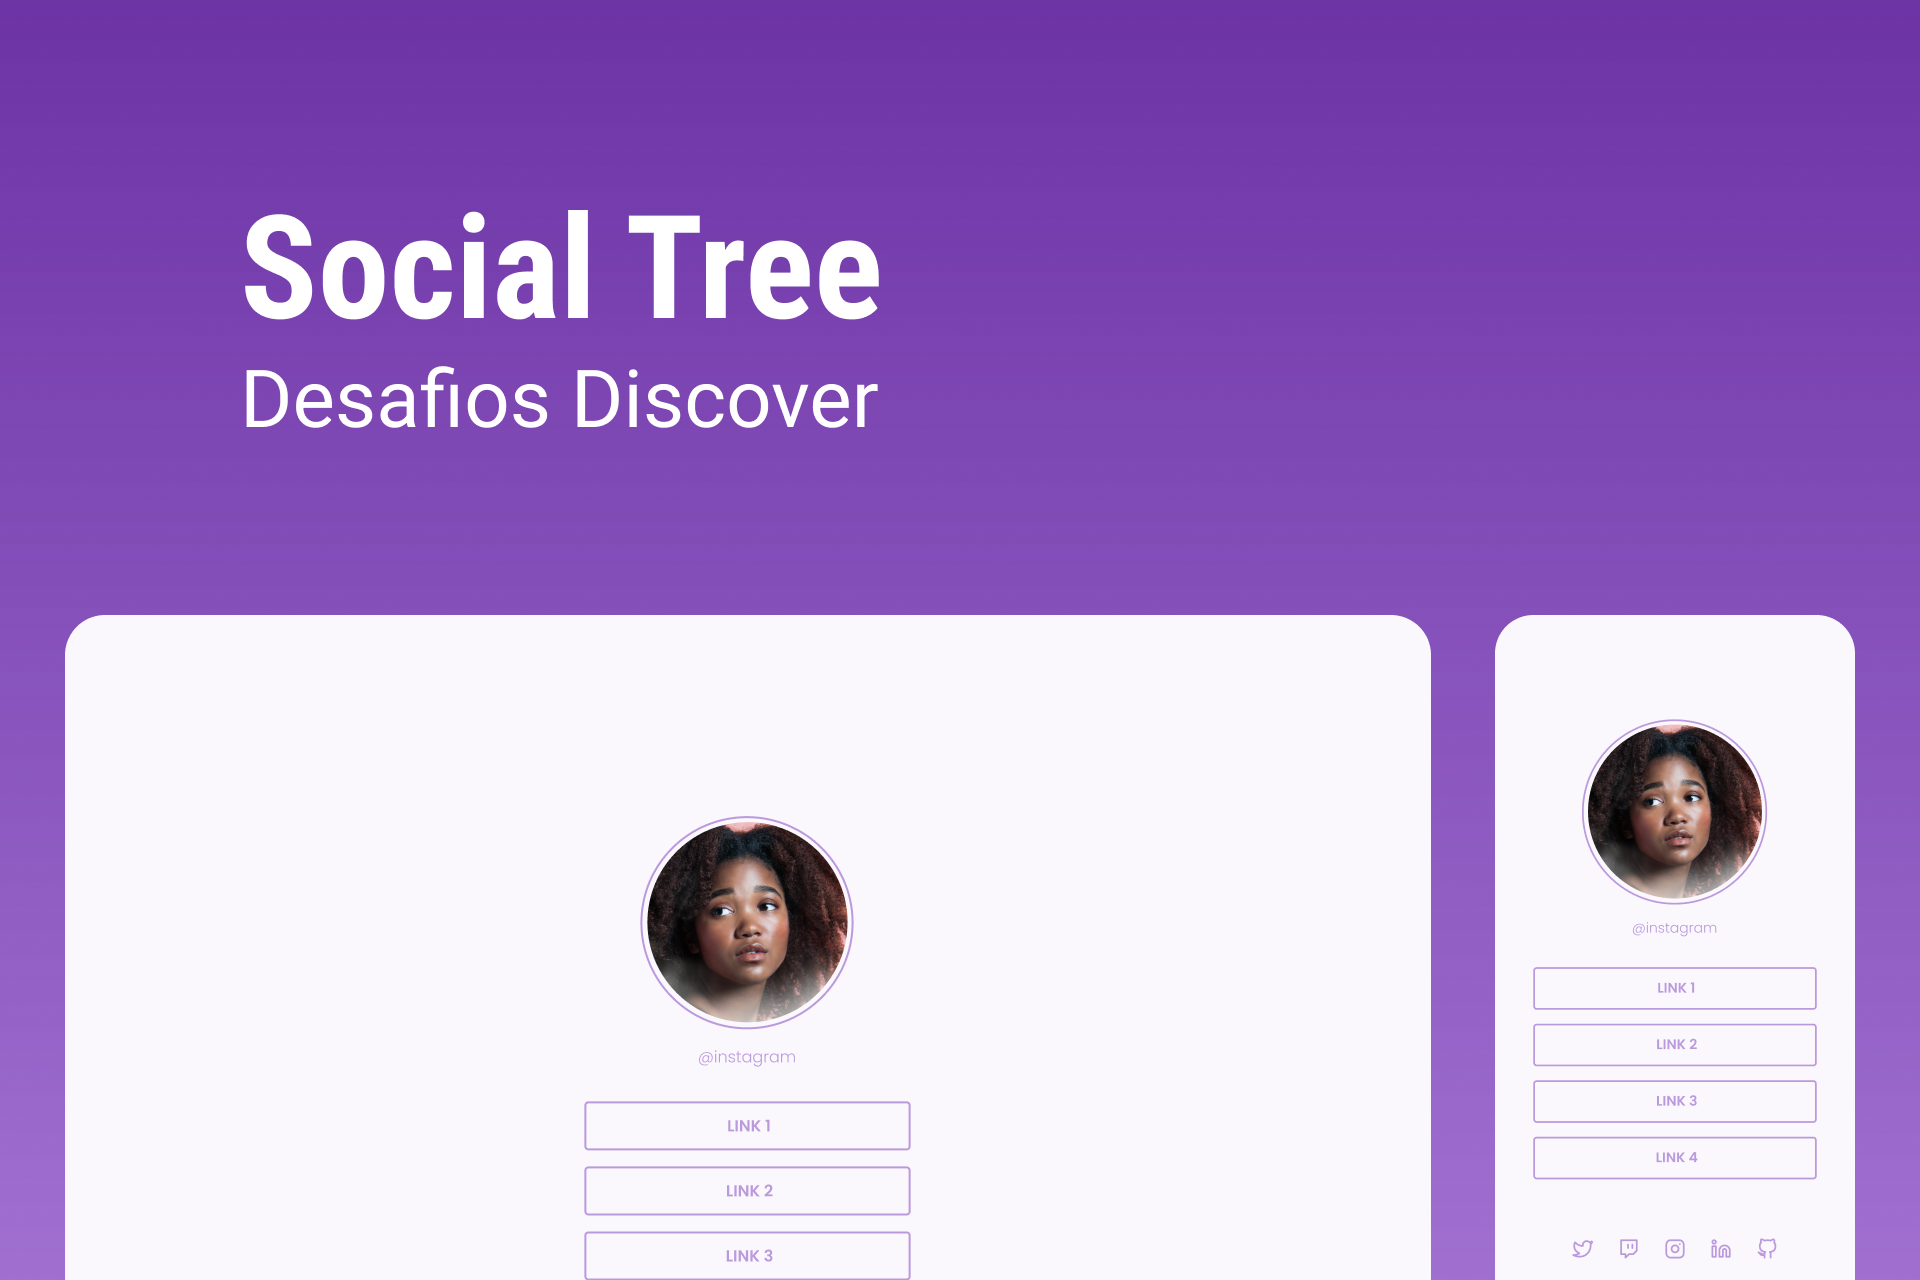 Social Tree
Desafios Discover
@instagram
LINK 1
LINK 2
LINK 3
@instagram
LINK 1
LINK 2
LINK 3
LINK 4